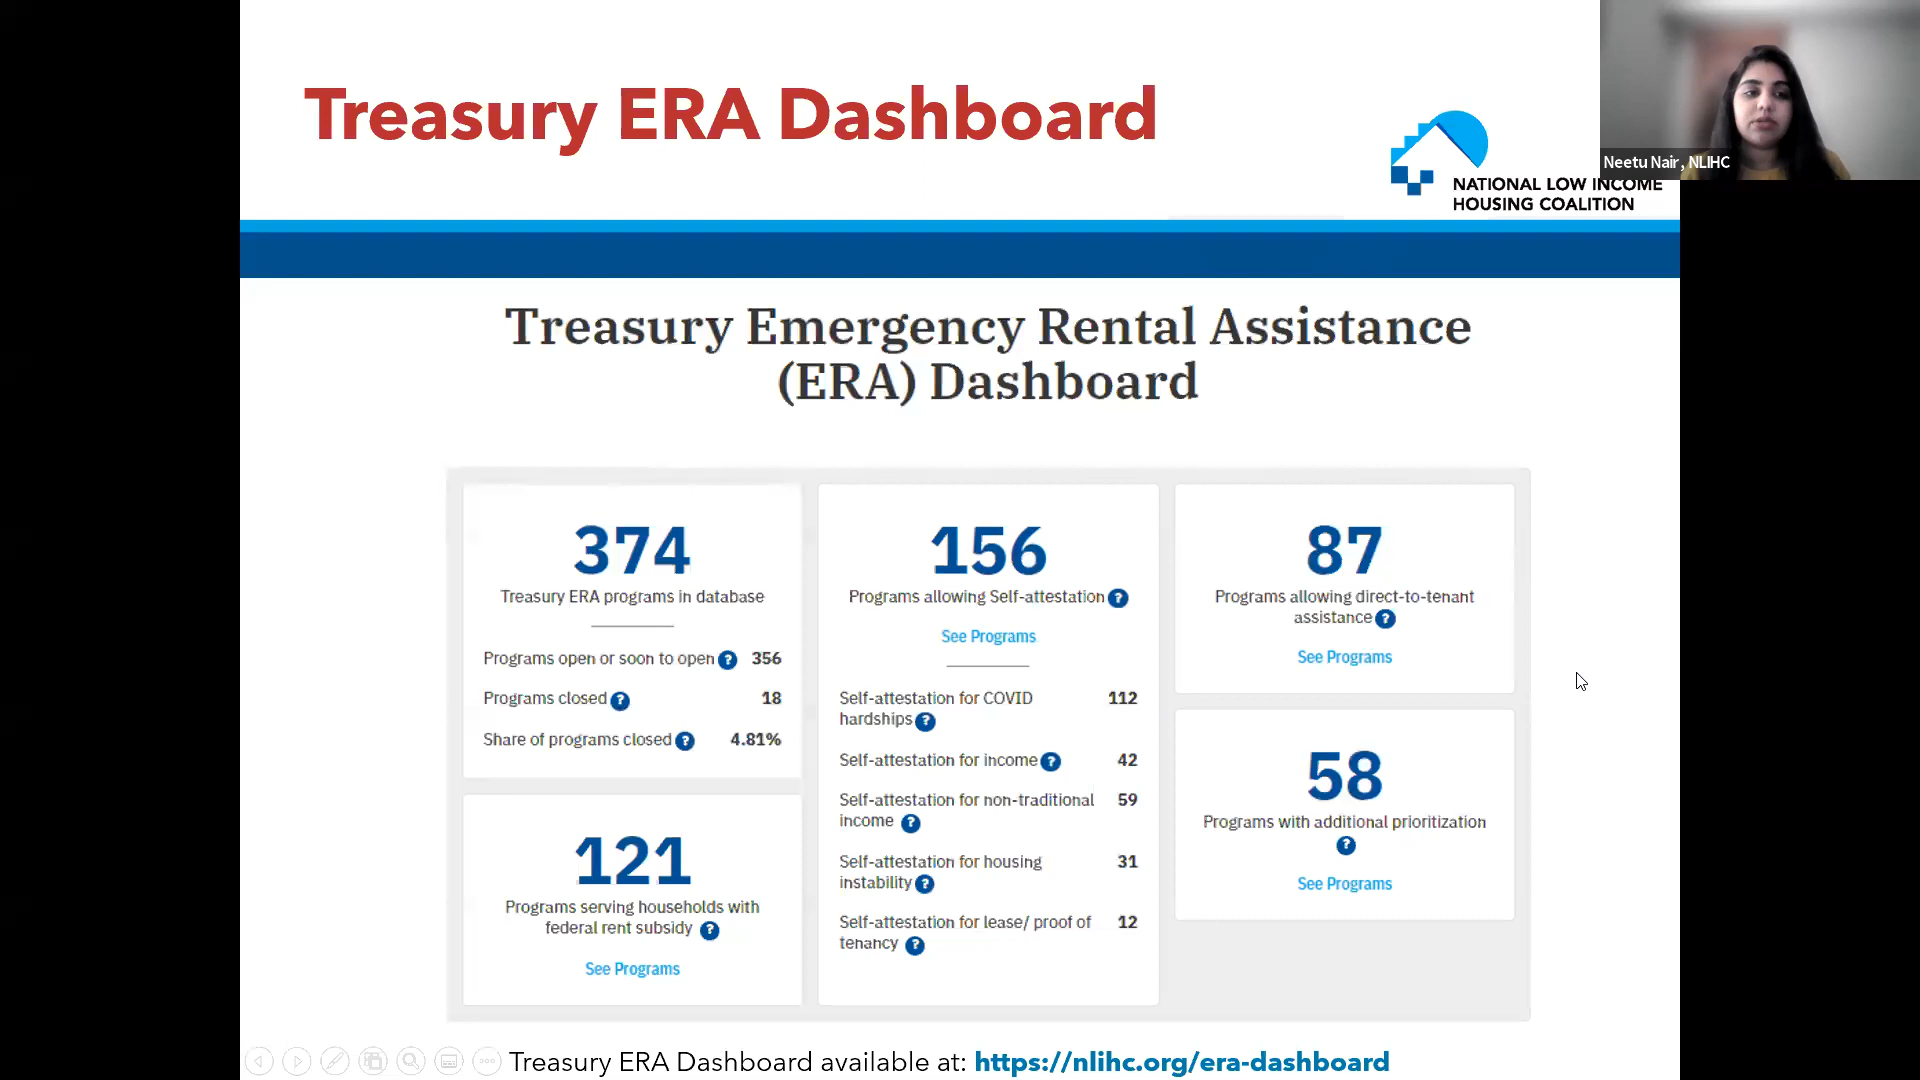 Treasury ERA Dashboard
Neetu Nair, NLIHC
NATIONAL LOW INCOME
HOUSING COALITION
Treasury Emergency Rental Assistance
(ERA) Dashboard
374
Treasury ERA programs in database
Programs open or soon to open ? 356
Programs closed ? 18
Share of programs closed ? 4.81%
121
Programs serving households with
federal rent subsidy ?
See Programs
156
Programs allowing Self-attestation ?
See Programs
Self-attestation for COVID 112
hardships ?
Self-attestation for income ? 42
Self-attestation for non-traditional 59
income ?
Self-attestation for housing 31
instability ?
Self-attestation for lease/ proof of 12
tenancy ?
87
Programs allowing direct-to-tenant
assistance ?
See Programs
58
Programs with additional prioritization
?
See Programs
Treasury ERA Dashboard available at: https://nlihc.org/era-dashboard